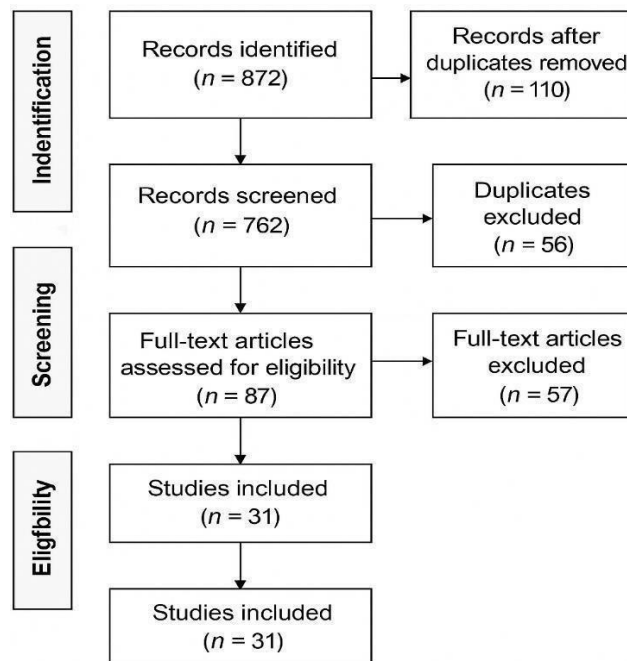 Indentification
Records identified
(n = 872)
Records after
duplicates removed
(n = 110)
Records screened
(n = 762)
Duplicates
excluded
(n = 56)
Screening
Full-text articles
assessed for eligibility
(n = 87)
Full-text articles
excluded
(n = 57)
Eligfbility
Studies included
(n = 31)
Studies included
(n = 31)